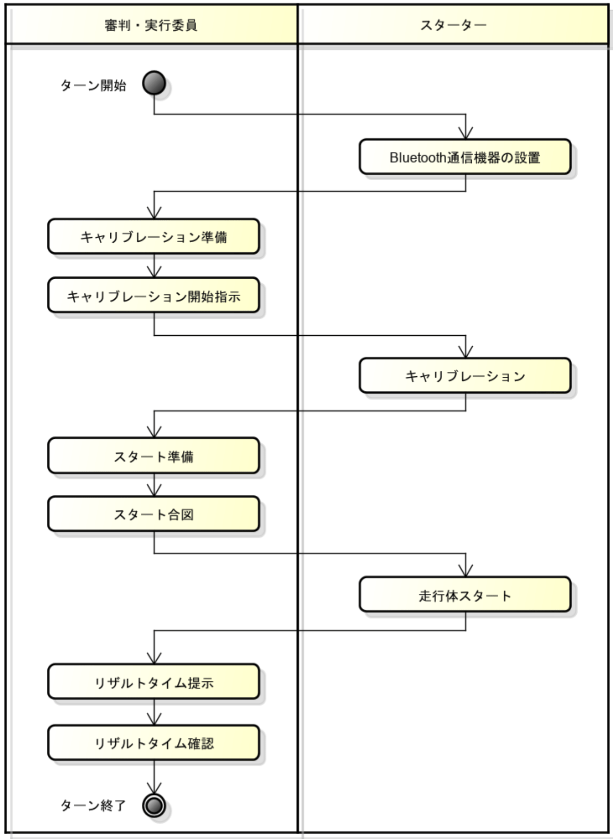 審判・実行委員
スターター
ターン開始
Bluetooth通信機器の設置
キャリブレーション準備
キャリブレーション開始指示
キャリブレーション
スタート準備
スタート合図
走行体スタート
リザルトタイム提示
リザルトタイム確認
ターン終了